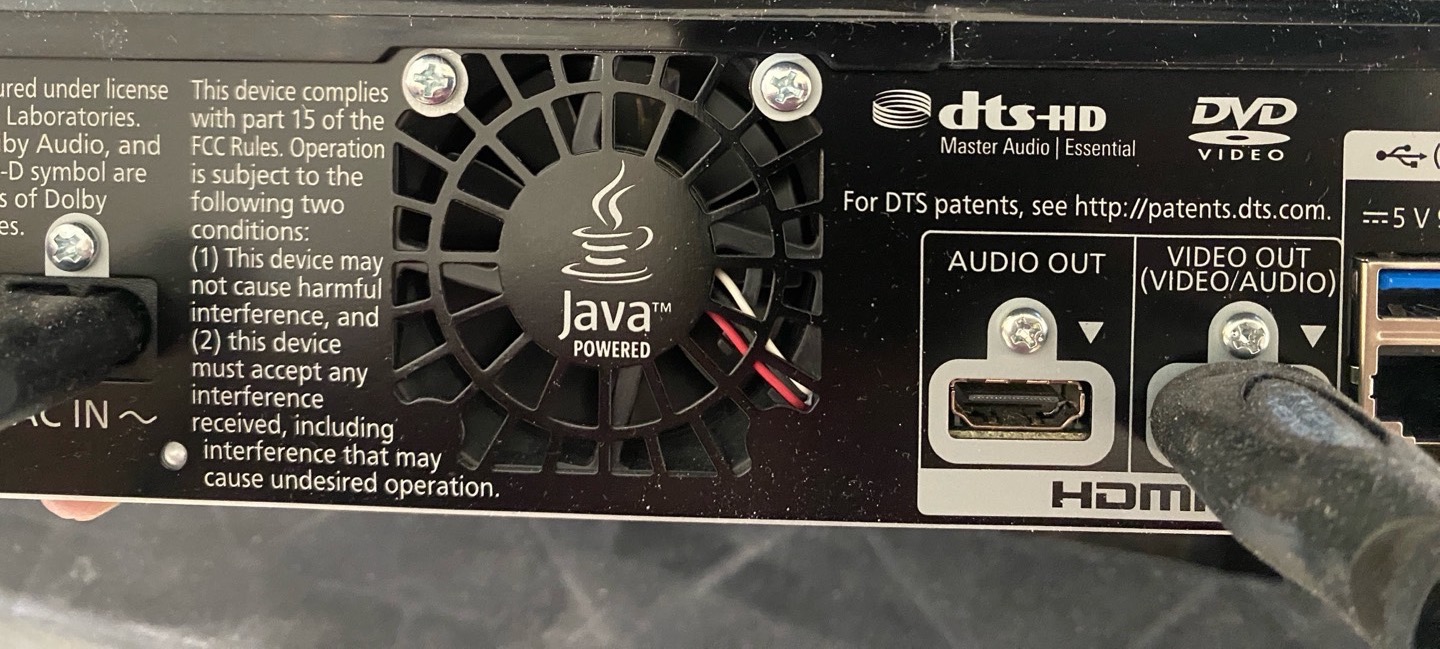 ured under license
Laboratories.
by Audio, and
-D symbol are
s of Dolby
es.
This device complies
with part 15 of the
FCC Rules. Operation
is subject to the
following two
conditions:
(1) This device may
not cause harmful
interference, and
(2) this device
must accept any
interference
received, including
interference that may
cause undesired operation.
AC IN ~
Java™
POWERED
dts-HD
Master Audio | Essential
DVD
VIDEO
For DTS patents, see http://patents.dts.com.
AUDIO OUT
VIDEO OUT
(VIDEO/AUDIO)
HDMI
5 V